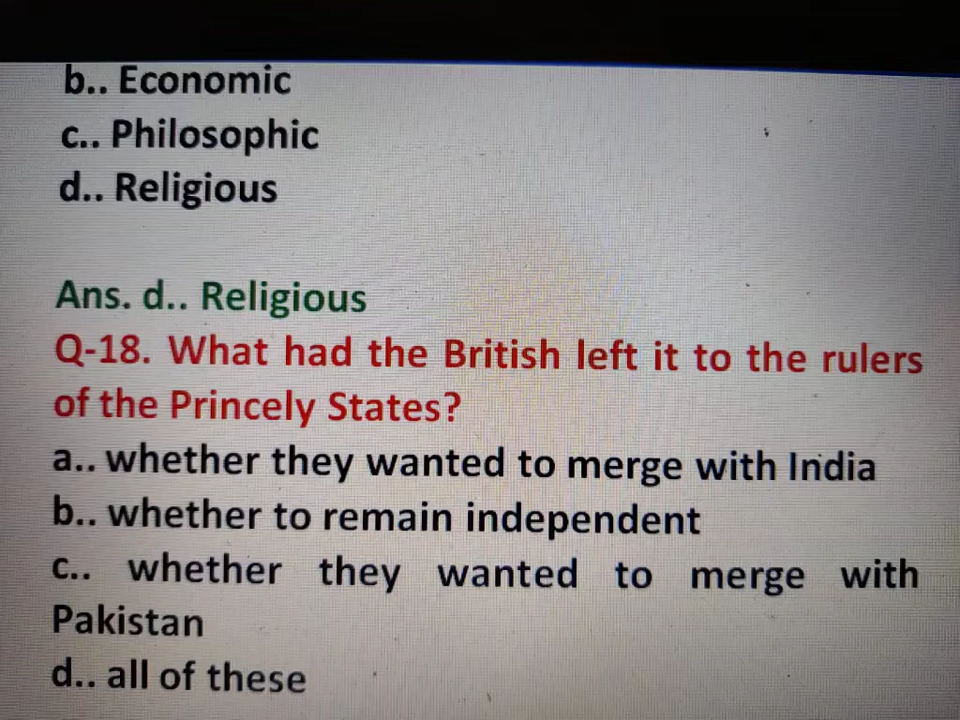 b.. Economic
c.. Philosophic
d.. Religious
Ans. d.. Religious
Q-18. What had the British left it to the rulers
of the Princely States?
a.. whether they wanted to merge with India
b.. whether to remain independent
c.. whether they wanted to merge with
Pakistan
d.. all of these